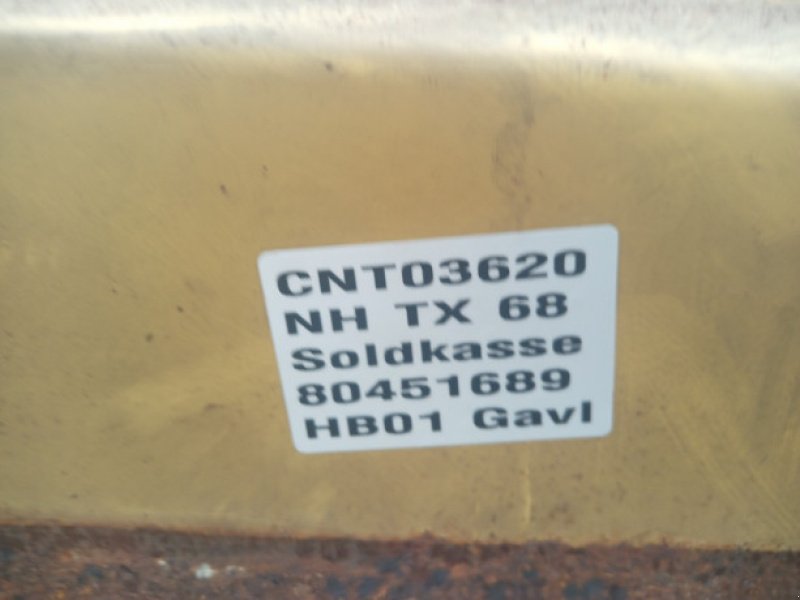 CNT03620
NH TX 68
Soldkasse
80451689
HB01 Gavl